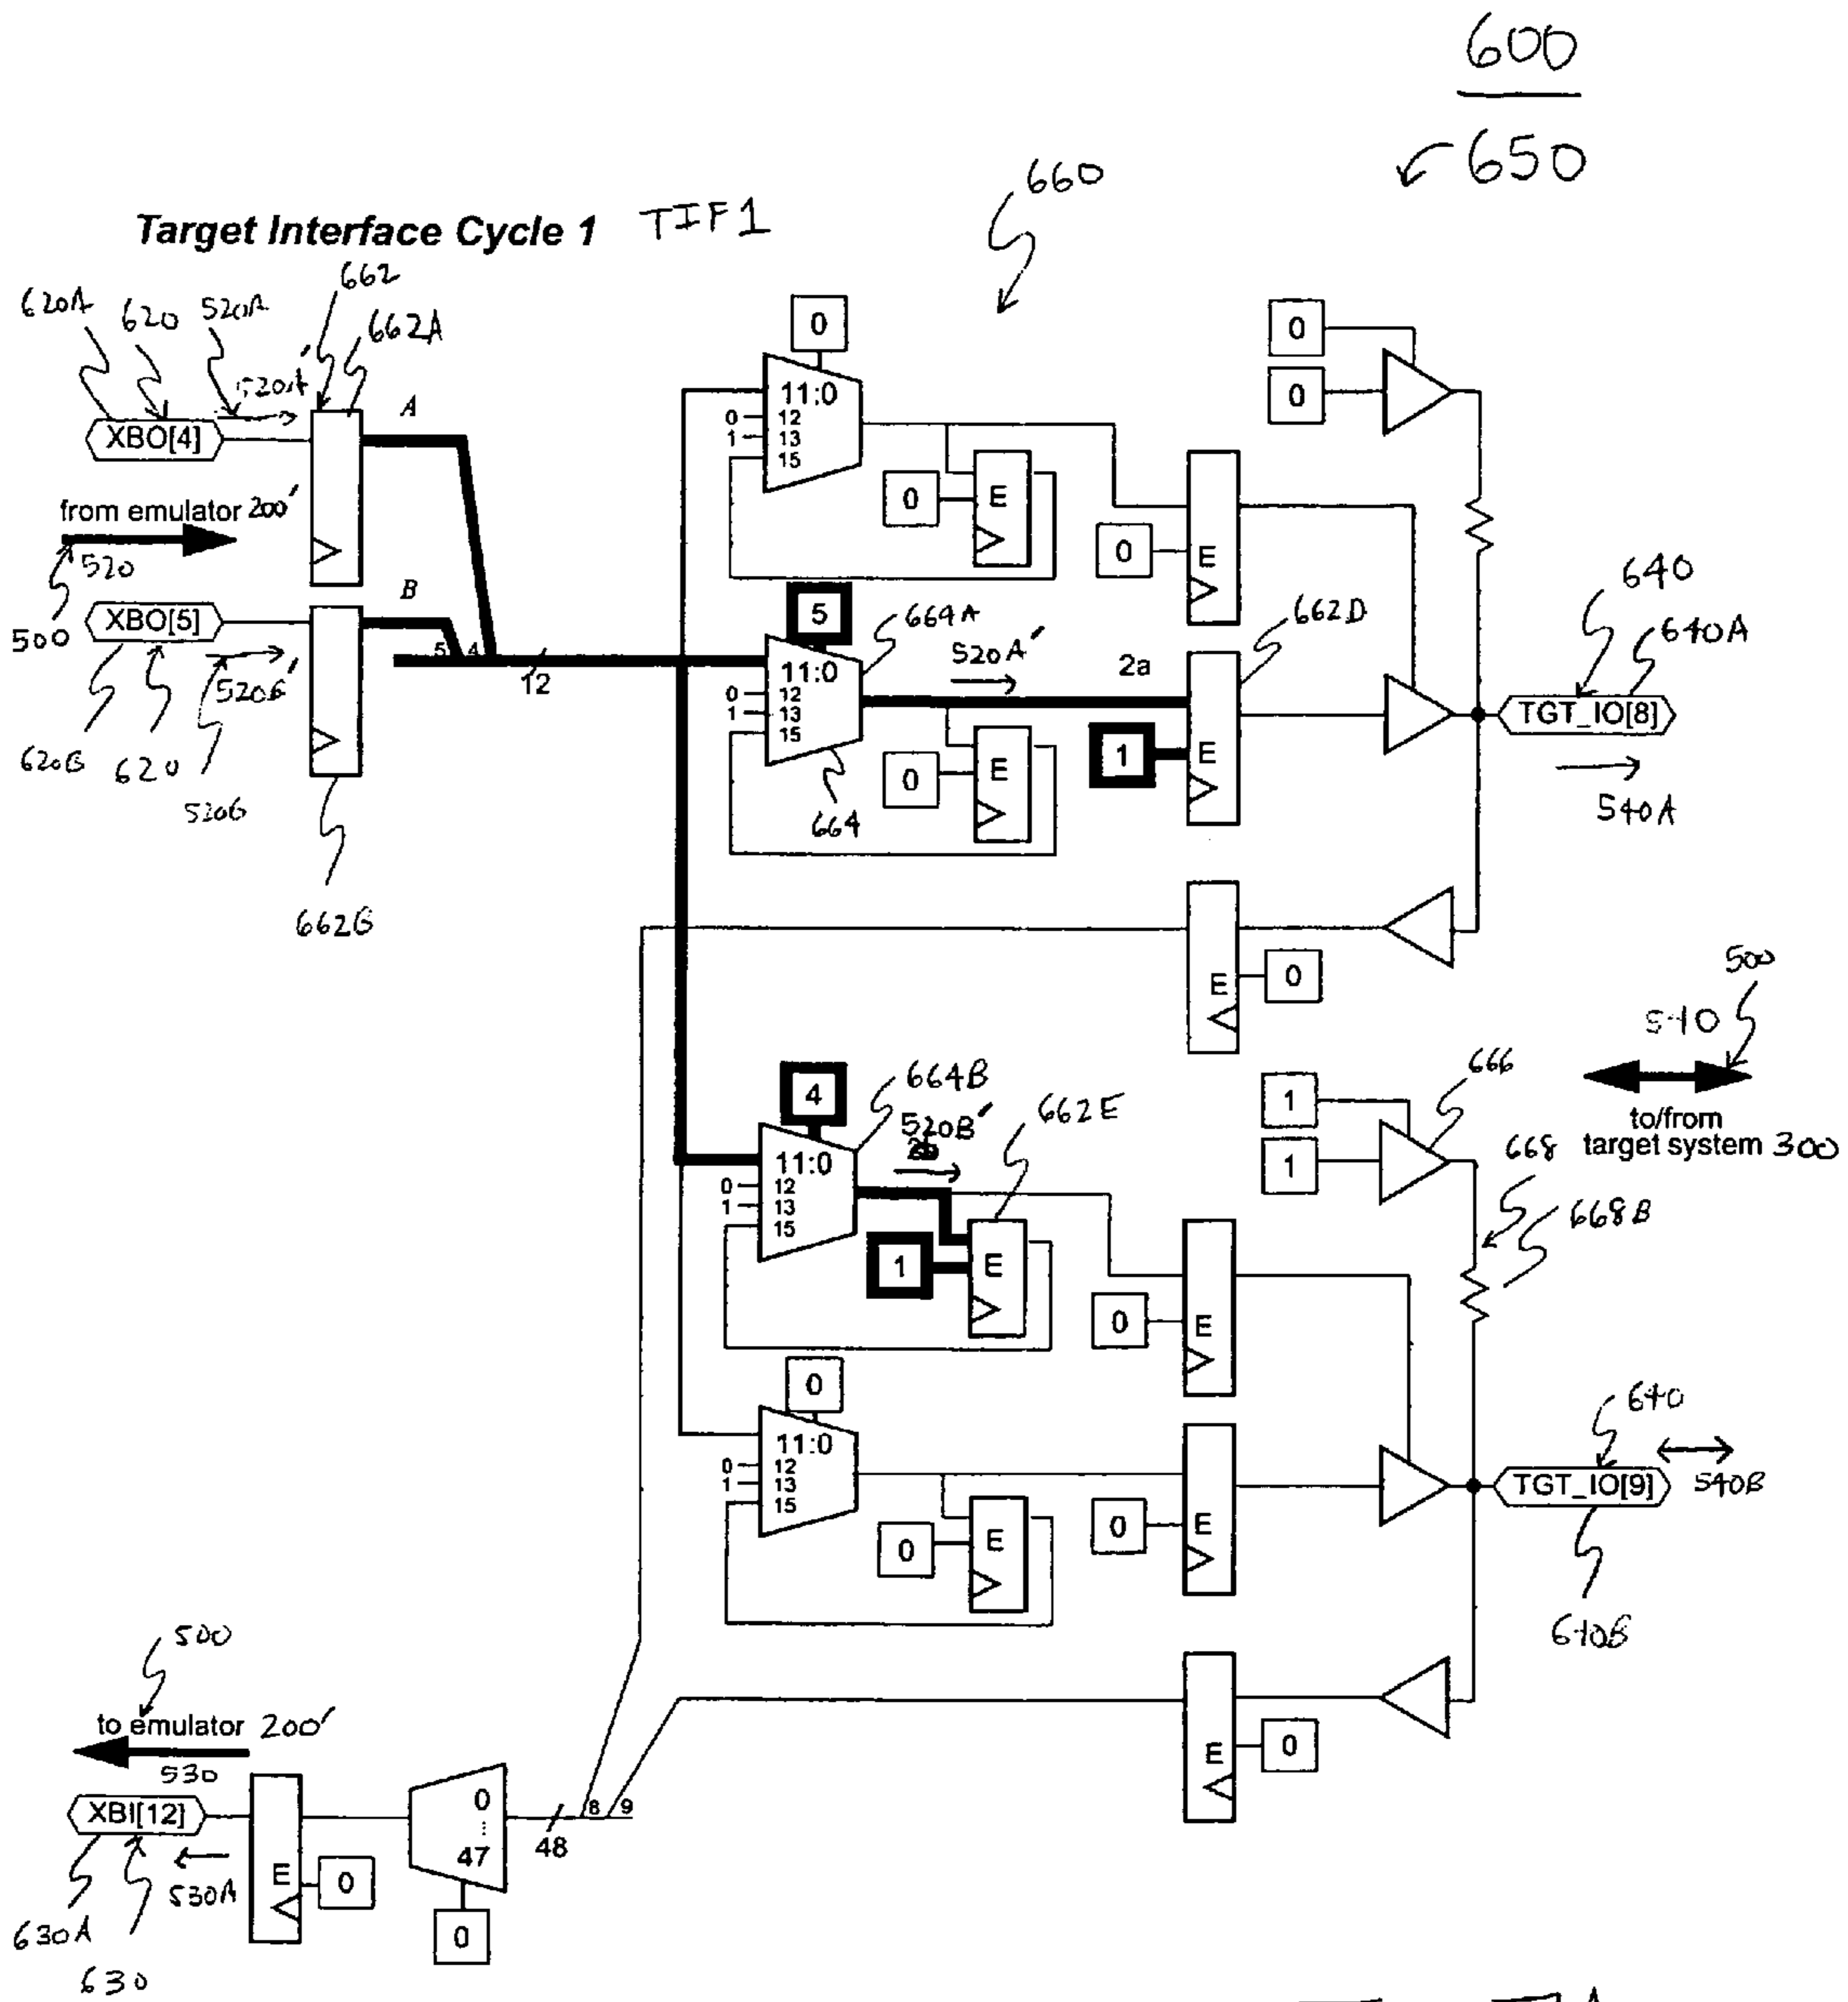 600
650
660
Target Interface Cycle 1 TIF1
662
620A 620 520A 662A
520A'
A
XBO[4]
from emulator 200'
520
B
500
XBO[5]
520B'
620B 620
520B
662B
5 4
12
0
11:0
0 12
1 13
15
0
E
0
E
0
0
5
664A
11:0
0 12
1 13
15
520A'
2a
662D
0
E
1
E
664
640
640A
TGT_IO[8]
540A
E
0
500
540
to/from
target system 300
4
664B
520B'
662E
11:0
0 12
1 13
15
1
E
0
E
1
1
666
668
668B
0
11:0
0 12
1 13
15
0
E
0
E
640
TGT_IO[9]
540B
640B
E
0
500
to emulator 200'
530
XBI[12]
530A
630A
630
E
0
0
47
0
48
8 9